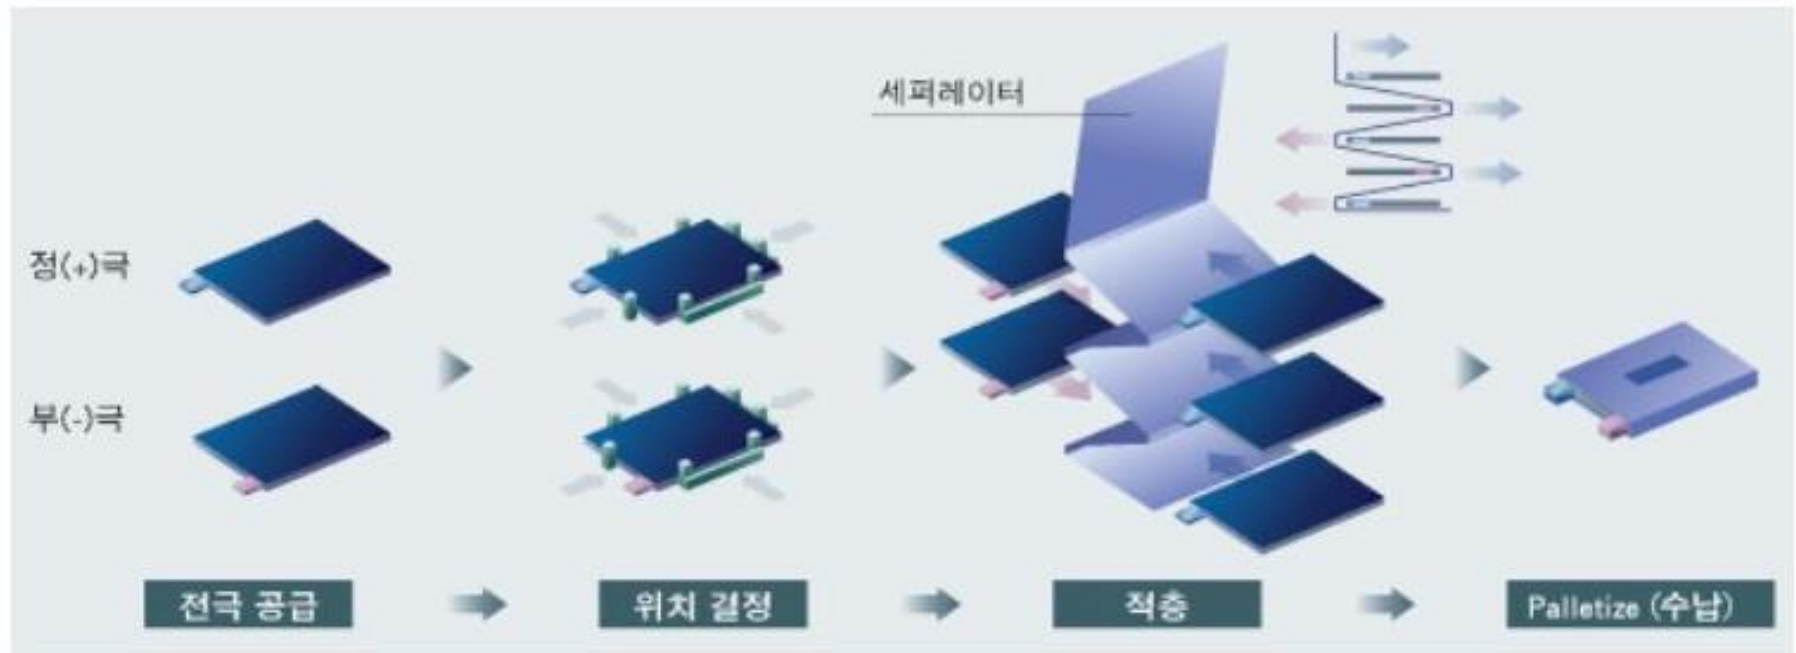 세퍼레이터
정(+)극
부(-)극
전극 공급
위치 결정
적층
Palletize (수납)